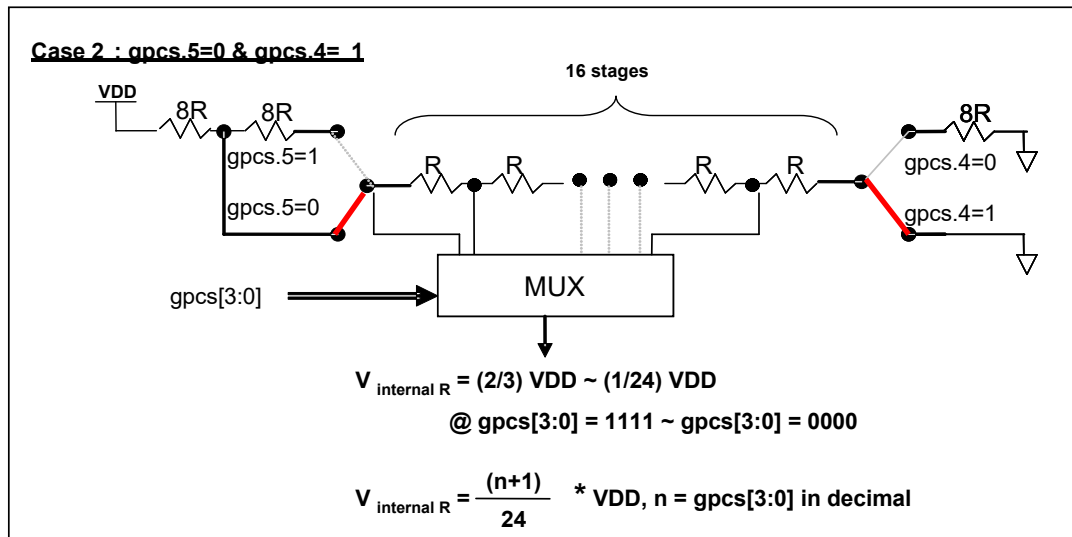 Case 2 : gpcs.5=0 & gpcs.4= 1
16 stages
VDD
8R
8R
8R
gpcs.5=1
gpcs.4=0
R
R
R
R
gpcs.5=0
gpcs.4=1
MUX
gpcs[3:0]
V internal R = (2/3) VDD ~ (1/24) VDD
@ gpcs[3:0] = 1111 ~ gpcs[3:0] = 0000
V internal R = (n+1) / 24 * VDD, n = gpcs[3:0] in decimal